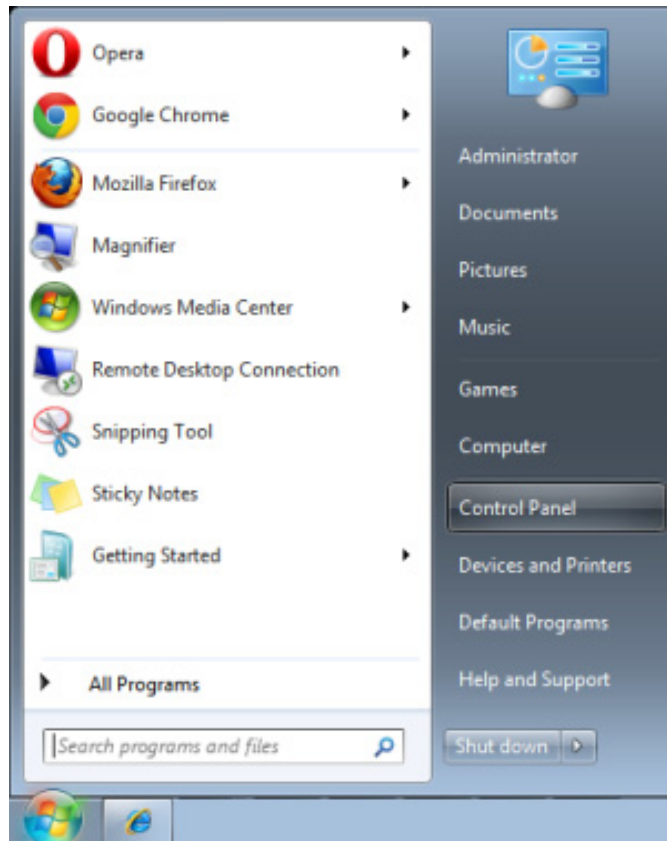 Opera
Google Chrome
Mozilla Firefox
Magnifier
Windows Media Center
Remote Desktop Connection
Snipping Tool
Sticky Notes
Getting Started
All Programs
Search programs and files
Administrator
Documents
Pictures
Music
Games
Computer
Control Panel
Devices and Printers
Default Programs
Help and Support
Shut down